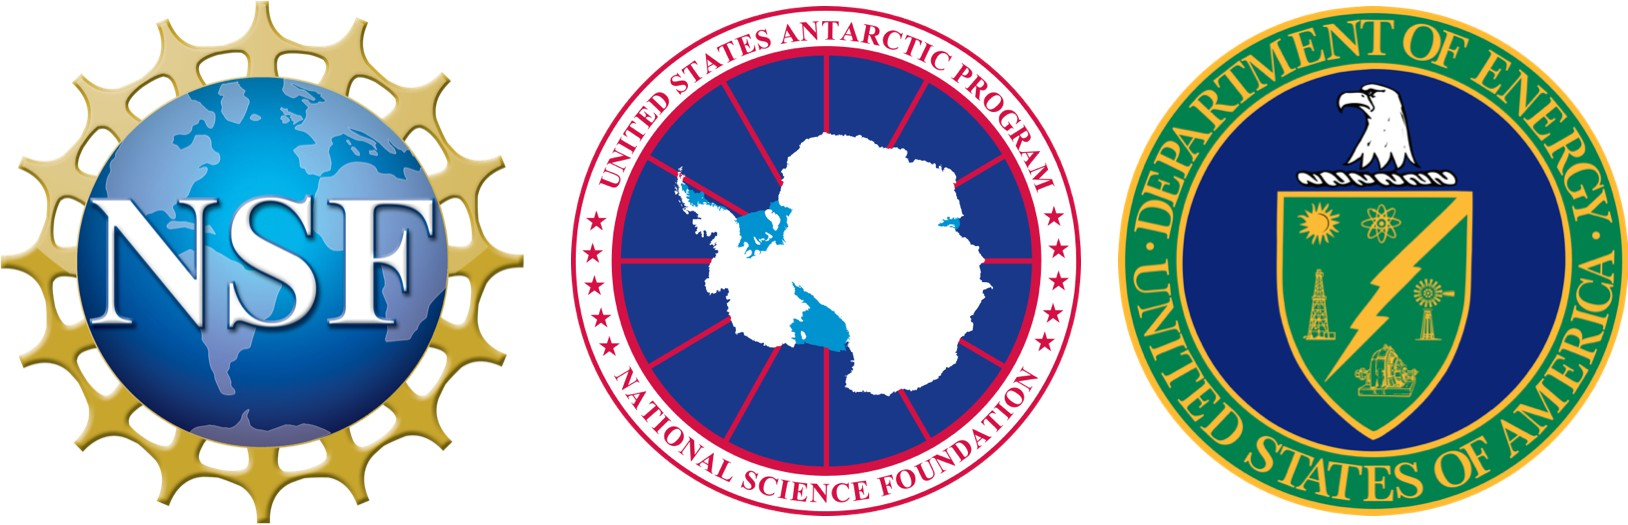 NSF
UNITED STATES ANTARCTIC PROGRAM
NATIONAL SCIENCE FOUNDATION
DEPARTMENT OF ENERGY
UNITED STATES OF AMERICA